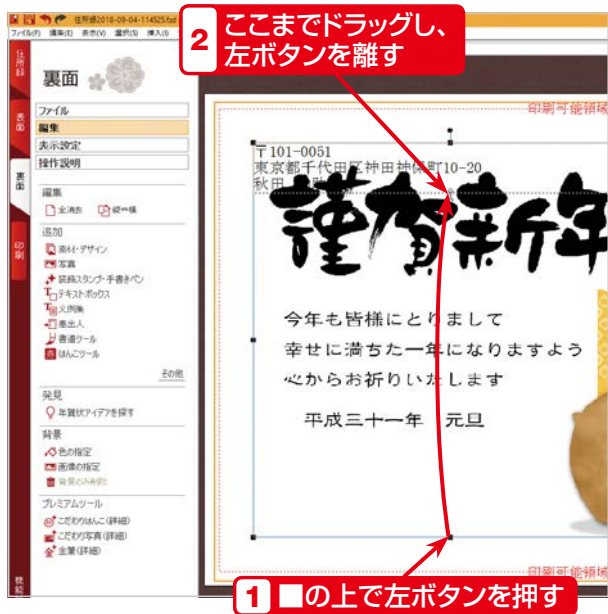 住所録2018-09-04-114525.fsd
ファイル(F) 編集(E) 表示(V) 選択(S) 挿入(I)
2 ここまでドラッグし、
左ボタンを離す
住所録
表面
裏面
印刷
裏面
ファイル
編集
表示設定
操作説明
編集
全消去 縦⇔横
追加
素材・デザイン
写真
装飾スタンプ・手書きペン
テキストボックス
文例集
差出人
書道ツール
はんこツール
その他
発見
年賀状アイデアを探す
背景
色の指定
画像の指定
背景のみ削除
プレミアムツール
こだわりはんこ(詳細)
こだわり写真(詳細)
金筆(詳細)
機能
印刷可能領域
〒101-0051
東京都千代田区神田神保町10-20
秋田
謹賀新年
今年も皆様にとりまして
幸せに満ちた一年になりますよう
心からお祈りいたします
平成三十一年 元旦
印刷可能領域
1 ■の上で左ボタンを押す